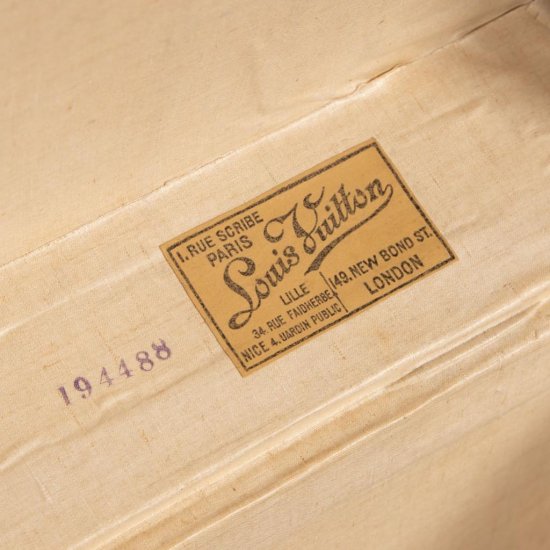 1. RUE SCRIBE
PARIS
Louis Vuitton
LILLE
34. RUE FAIDHERBE
NICE 4. JARDIN PUBLIC
149. NEW BOND ST.
LONDON
194488